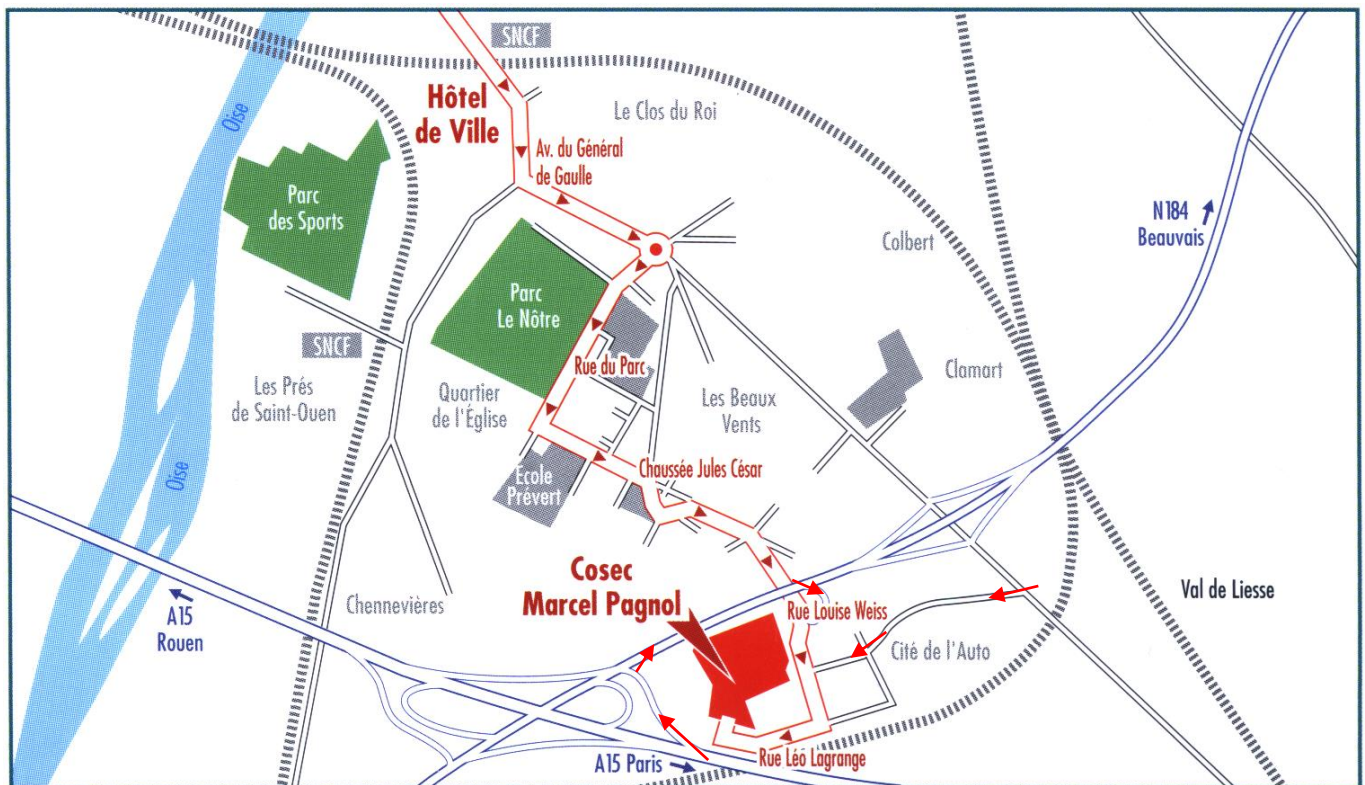 SNCF
Hôtel
de Ville
Le Clos du Roi
Oise
Av. du Général
de Gaulle
Parc
des Sports
N184
Beauvais
Colbert
Parc
Le Nôtre
SNCF
Rue du Parc
Clamart
Les Prés
de Saint-Ouen
Quartier
de l'Église
Les Beaux
Vents
Oise
Chaussée Jules César
École
Prévert
Cosec
Marcel Pagnol
Chennevières
A15
Rouen
Rue Louise Weiss
Val de Liesse
Cité de l'Auto
A15 Paris
Rue Léo Lagrange